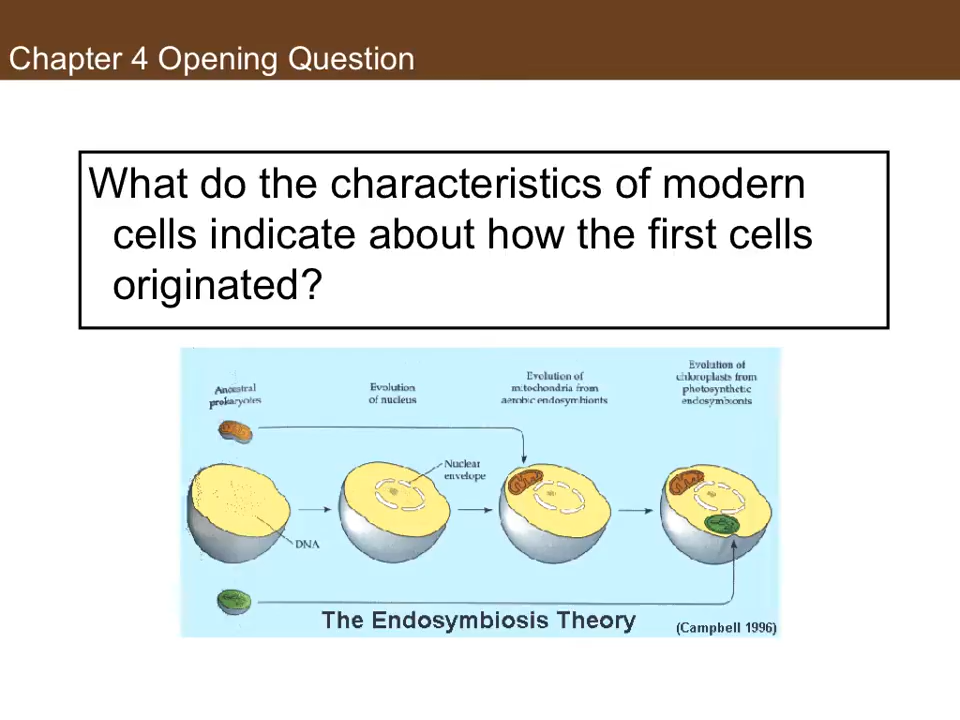 Chapter 4 Opening Question
What do the characteristics of modern
cells indicate about how the first cells
originated?
Ancestral
prokaryotes
Evolution
of nucleus
Evolution of
mitochondria from
aerobic endosymbionts
Evolution of
chloroplasts from
photosynthetic
endosymbionts
Nuclear
envelope
DNA
The Endosymbiosis Theory
(Campbell 1996)